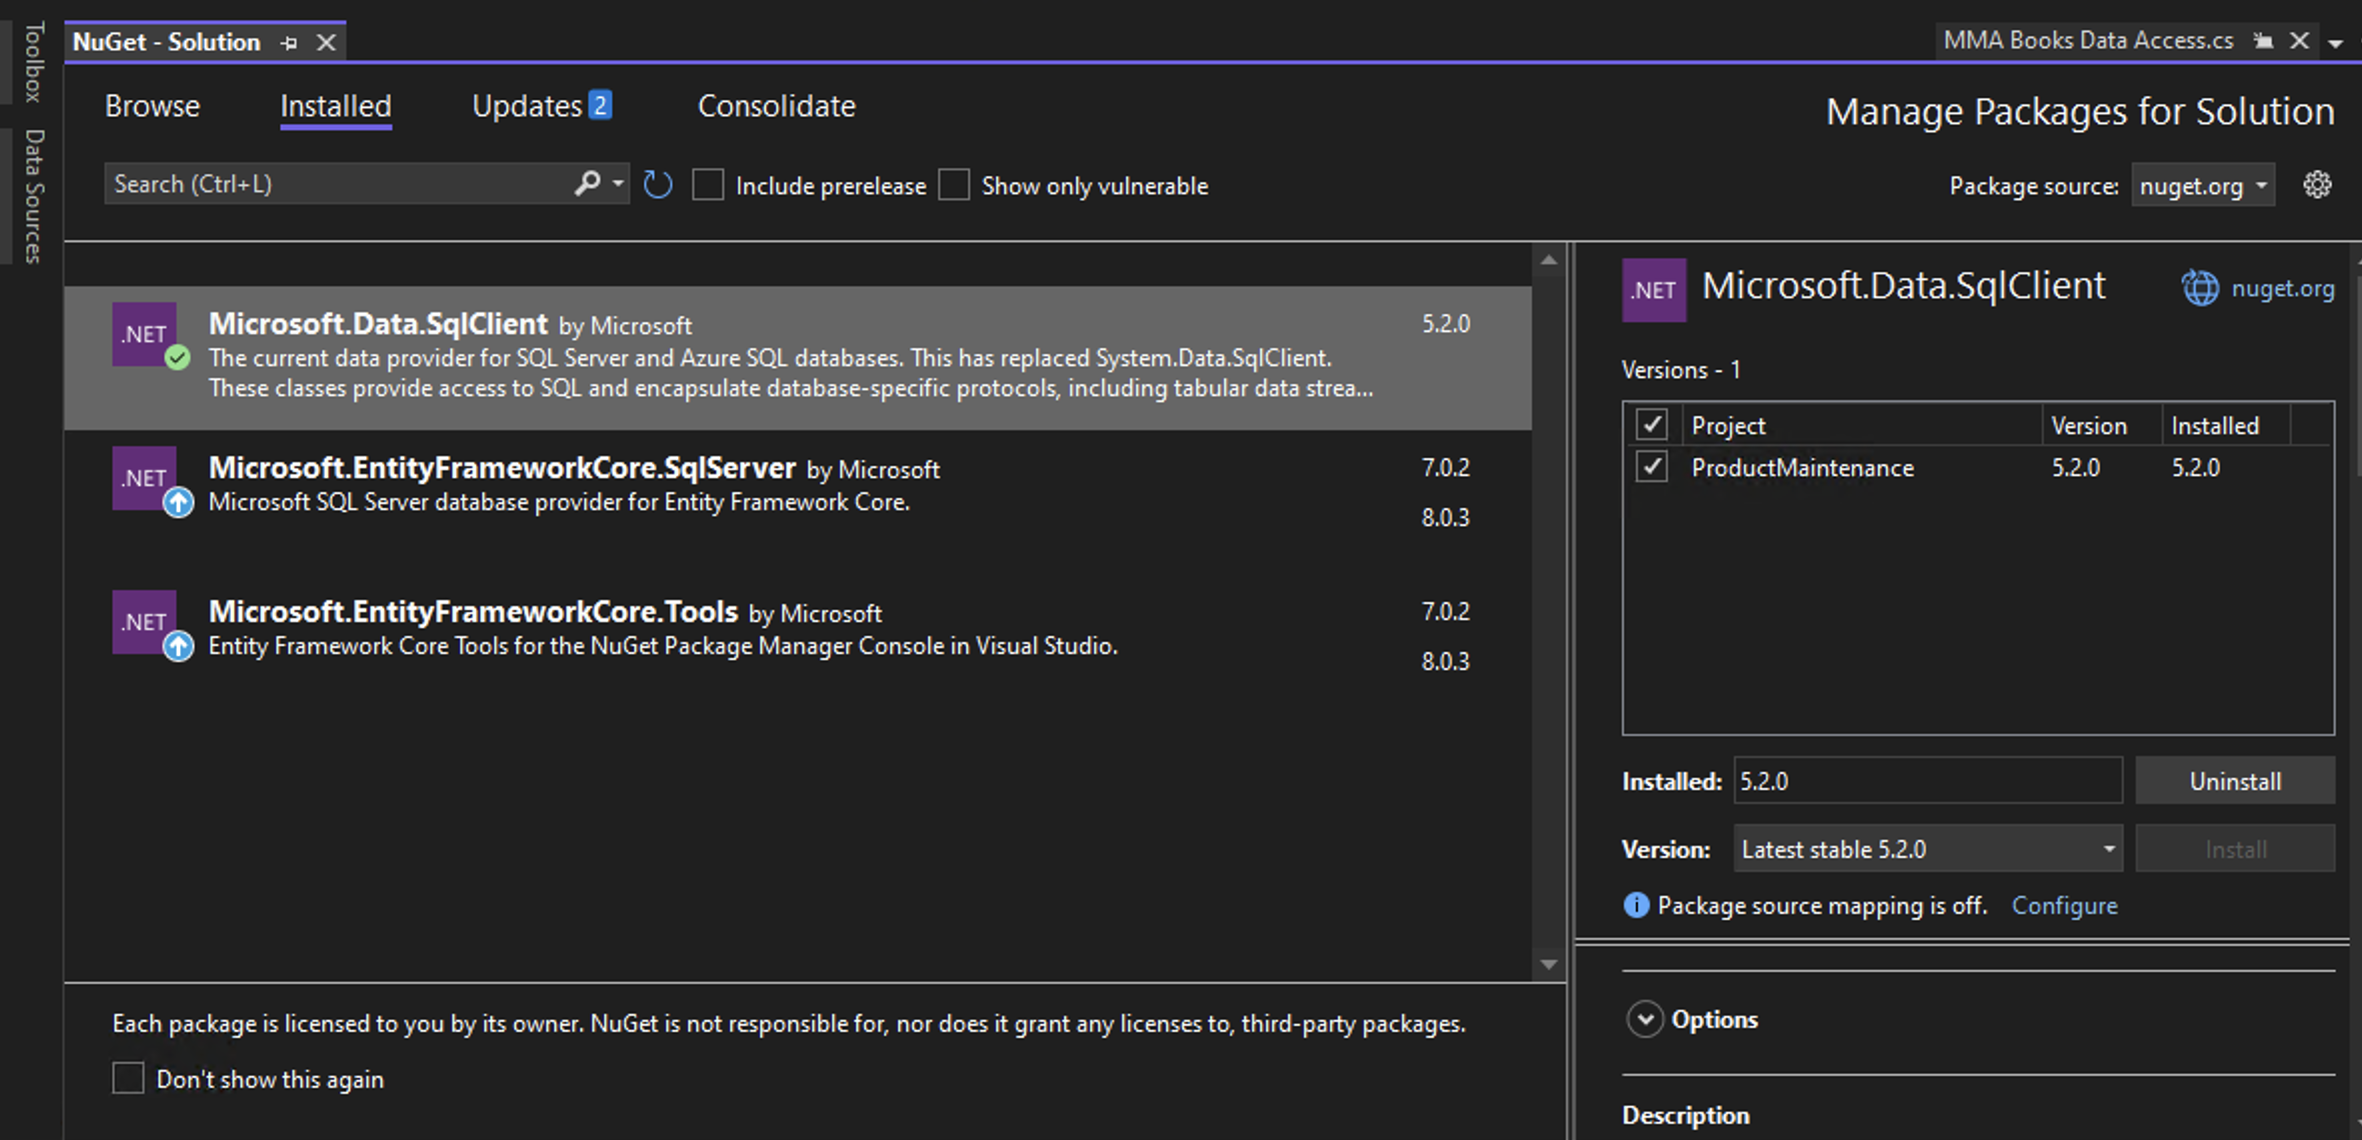 Toolbox
Data Sources
NuGet - Solution
MMA Books Data Access.cs
Browse
Installed
Updates 2
Consolidate
Manage Packages for Solution
Search (Ctrl+L)
Include prerelease
Show only vulnerable
Package source: nuget.org
.NET
Microsoft.Data.SqlClient by Microsoft 5.2.0
The current data provider for SQL Server and Azure SQL databases. This has replaced System.Data.SqlClient.
These classes provide access to SQL and encapsulate database-specific protocols, including tabular data strea...
.NET
Microsoft.EntityFrameworkCore.SqlServer by Microsoft 7.0.2
Microsoft SQL Server database provider for Entity Framework Core.
8.0.3
.NET
Microsoft.EntityFrameworkCore.Tools by Microsoft 7.0.2
Entity Framework Core Tools for the NuGet Package Manager Console in Visual Studio.
8.0.3
Each package is licensed to you by its owner. NuGet is not responsible for, nor does it grant any licenses to, third-party packages.
Don't show this again
.NET
Microsoft.Data.SqlClient
nuget.org
Versions - 1
Project Version Installed
ProductMaintenance 5.2.0 5.2.0
Installed: 5.2.0 Uninstall
Version: Latest stable 5.2.0 Install
Package source mapping is off. Configure
Options
Description